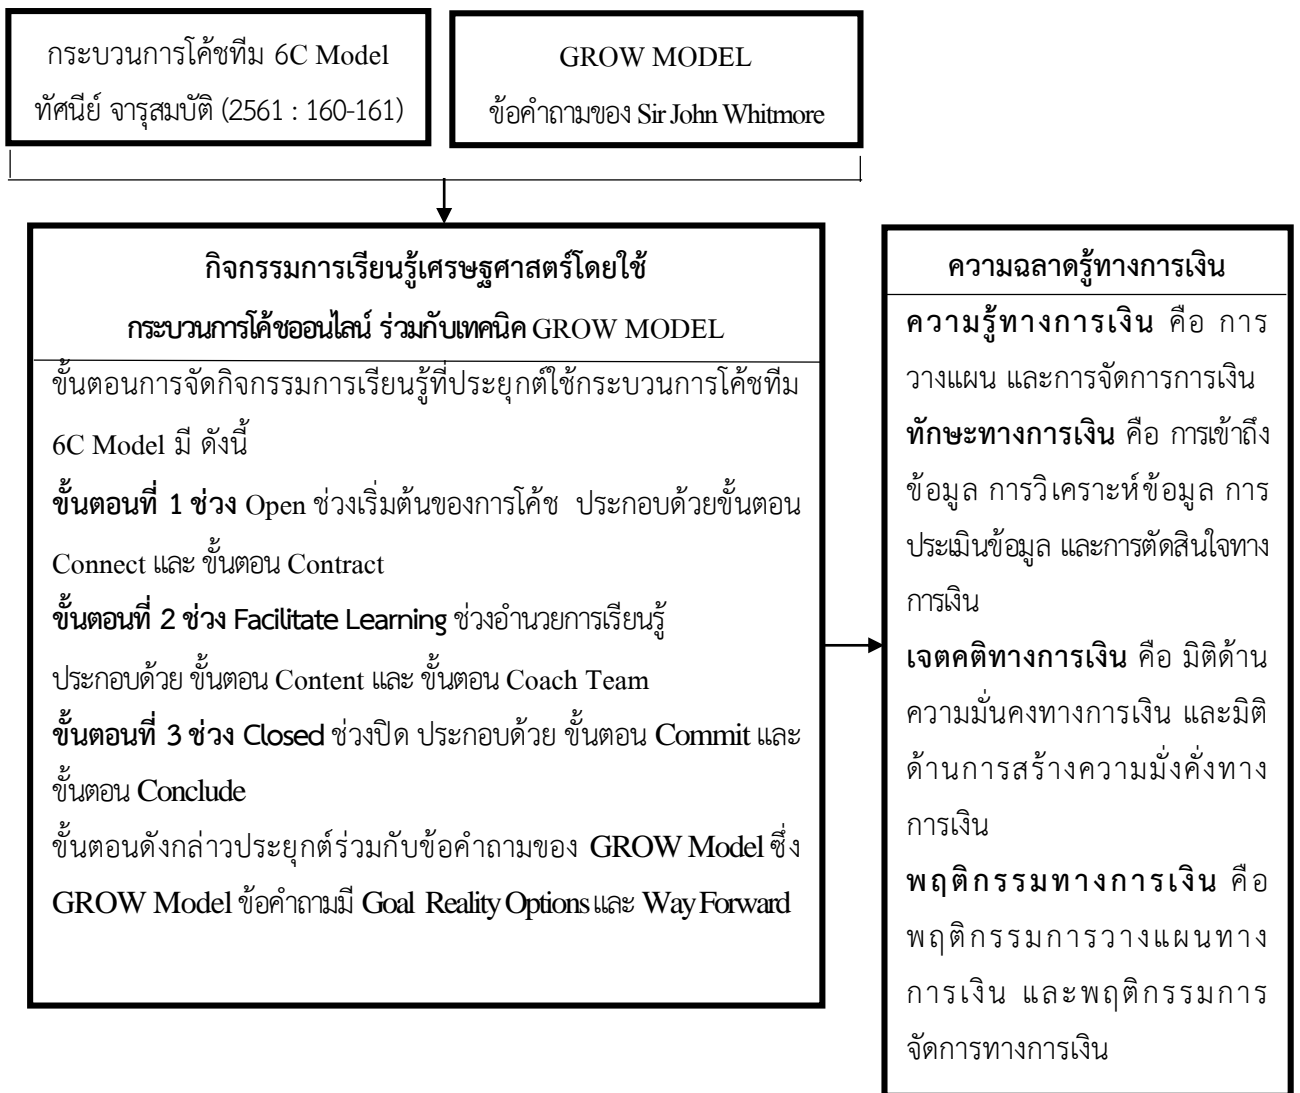 กระบวนการโค้ชทีม 6C Model
ทัศนีย์ จารุสมบัติ (2561 : 160-161)
GROW MODEL
ข้อคำถามของ Sir John Whitmore
กิจกรรมการเรียนรู้เศรษฐศาสตร์โดยใช้
กระบวนการโค้ชออนไลน์ ร่วมกับเทคนิค GROW MODEL
ขั้นตอนการจัดกิจกรรมการเรียนรู้ที่ประยุกต์ใช้กระบวนการโค้ชทีม
6C Model มี ดังนี้
ขั้นตอนที่ 1 ช่วง Open ช่วงเริ่มต้นของการโค้ช ประกอบด้วยขั้นตอน
Connect และ ขั้นตอน Contract
ขั้นตอนที่ 2 ช่วง Facilitate Learning ช่วงอำนวยการเรียนรู้
ประกอบด้วย ขั้นตอน Content และ ขั้นตอน Coach Team
ขั้นตอนที่ 3 ช่วง Closed ช่วงปิด ประกอบด้วย ขั้นตอน Commit และ
ขั้นตอน Conclude
ขั้นตอนดังกล่าวประยุกต์ร่วมกับข้อคำถามของ GROW Model ซึ่ง
GROW Model ข้อคำถามมี Goal Reality Options และ Way Forward
ความฉลาดรู้ทางการเงิน
ความรู้ทางการเงิน คือ การ
วางแผน และการจัดการการเงิน
ทักษะทางการเงิน คือ การเข้าถึง
ข้อมูล การวิเคราะห์ข้อมูล การ
ประเมินข้อมูล และการตัดสินใจทาง
การเงิน
เจตคติทางการเงิน คือ มิติด้าน
ความมั่นคงทางการเงิน และมิติ
ด้านการสร้างความมั่งคั่งทาง
การเงิน
พฤติกรรมทางการเงิน คือ
พฤติกรรมการวางแผนทาง
การเงิน และพฤติกรรมการ
จัดการทางการเงิน